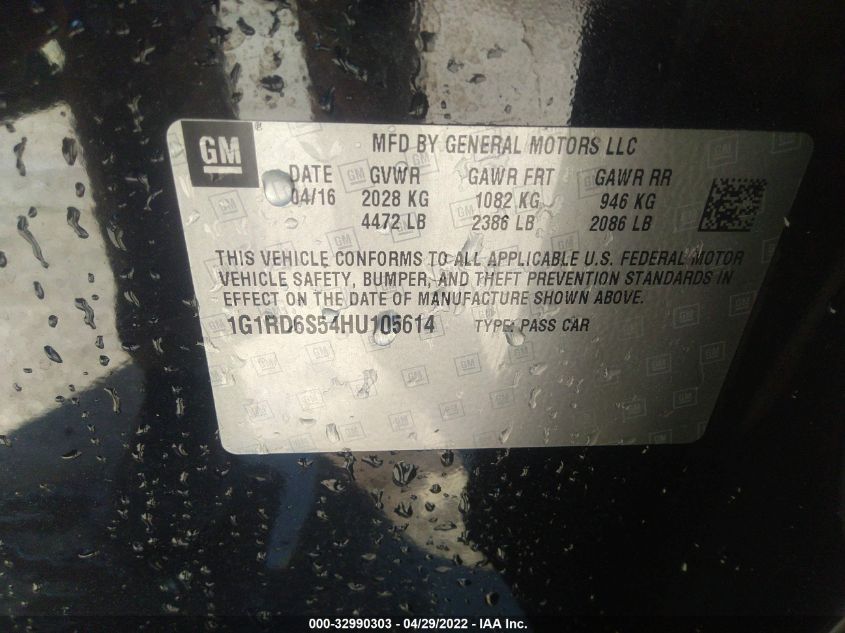 GM
MFD BY GENERAL MOTORS LLC
DATE GVWR GAWR FRT GAWR RR
04/16 2028 KG 1082 KG 946 KG
4472 LB 2386 LB 2086 LB
THIS VEHICLE CONFORMS TO ALL APPLICABLE U.S. FEDERAL MOTOR
VEHICLE SAFETY, BUMPER, AND THEFT PREVENTION STANDARDS IN
EFFECT ON THE DATE OF MANUFACTURE SHOWN ABOVE.
1G1RD6S54HU105614 TYPE: PASS CAR
000-32990303 - 04/29/2022 - IAA Inc.